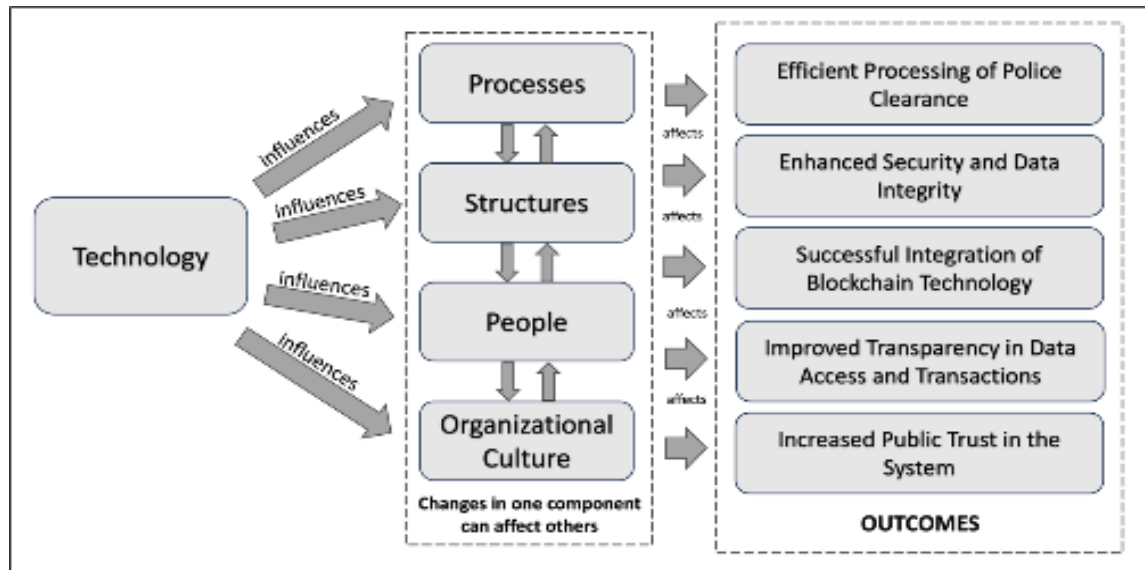 Technology
influences
influences
influences
influences
Processes
Structures
People
Organizational
Culture
Changes in one component
can affect others
affects
affects
affects
affects
Efficient Processing of Police
Clearance
Enhanced Security and Data
Integrity
Successful Integration of
Blockchain Technology
Improved Transparency in Data
Access and Transactions
Increased Public Trust in the
System
OUTCOMES